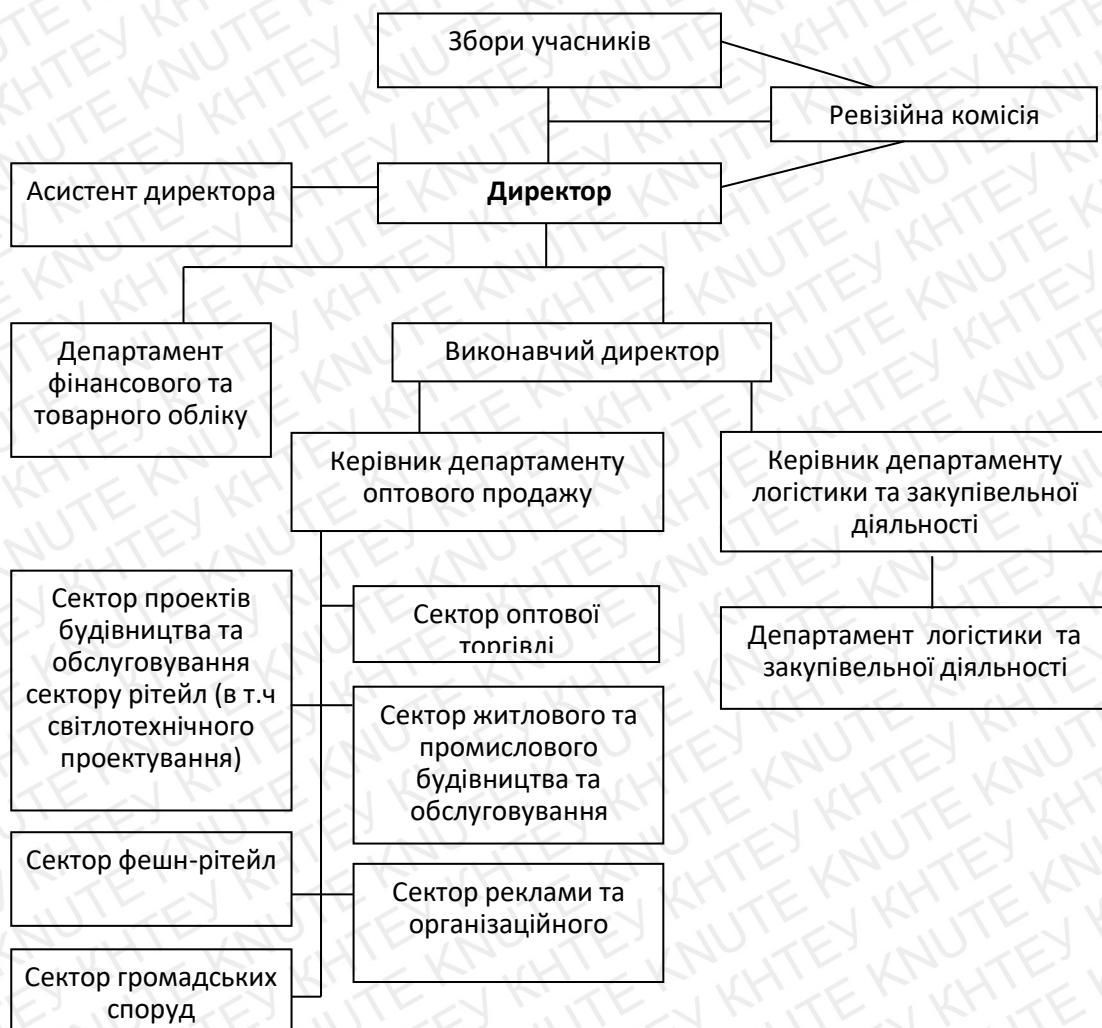 Збори учасників
Ревізійна комісія
Асистент директора
Директор
Департамент
фінансового та
товарного обліку
Виконавчий директор
Керівник департаменту
оптового продажу
Керівник департаменту
логістики та закупівельної
діяльності
Сектор проектів
будівництва та
обслуговування
сектору рітейл (в т.ч
світлотехнічного
проектування)
Сектор оптової
торгівлі
Департамент логістики та
закупівельної діяльності
Сектор житлового та
промислового
будівництва та
обслуговування
Сектор фешн-рітейл
Сектор реклами та
організаційного
Сектор громадських
споруд